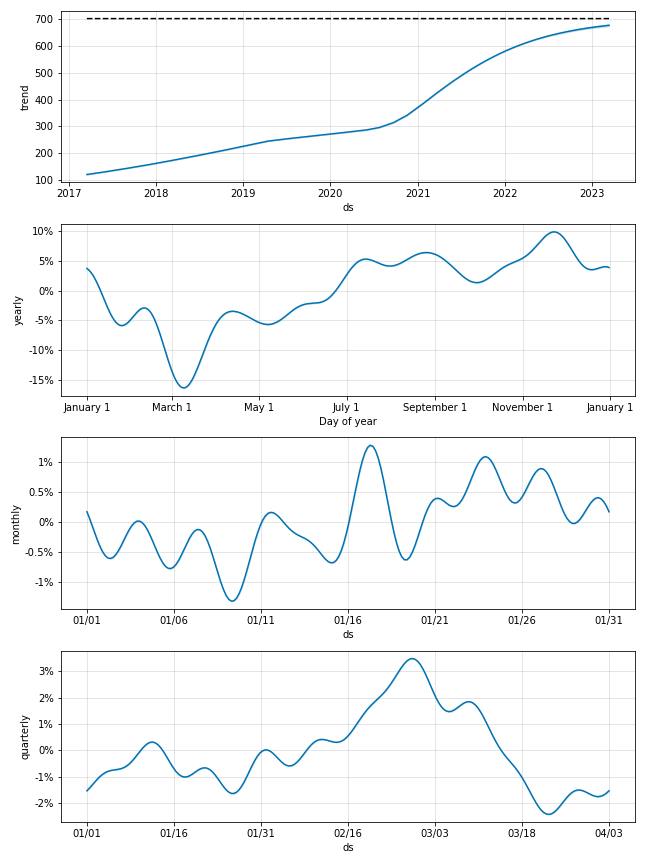 700
600
500
400
300
200
100
trend
2017 2018 2019 2020 2021 2022 2023
ds
10%
5%
0%
-5%
-10%
-15%
yearly
January 1 March 1 May 1 July 1 September 1 November 1 January 1
Day of year
1%
0.5%
0%
-0.5%
-1%
monthly
01/01 01/06 01/11 01/16 01/21 01/26 01/31
ds
3%
2%
1%
0%
-1%
-2%
quarterly
01/01 01/16 01/31 02/16 03/03 03/18 04/03
ds